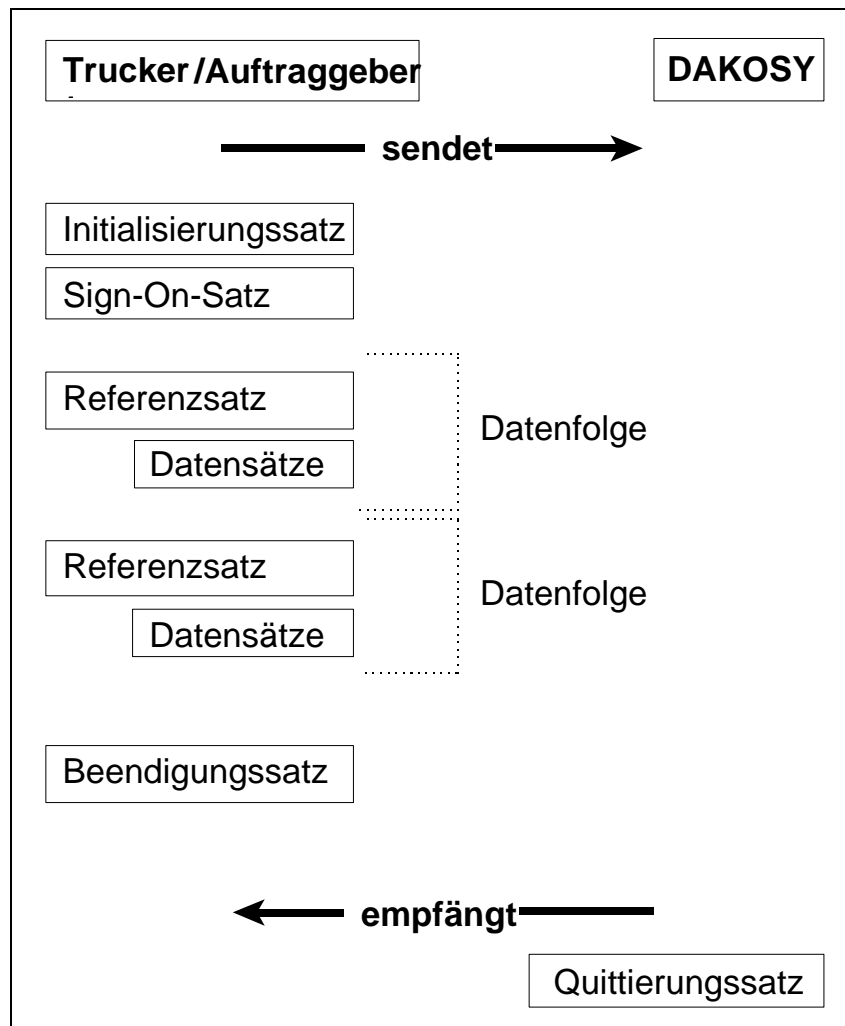 Trucker/Auftraggeber
DAKOSY
sendet
Initialisierungssatz
Sign-On-Satz
Referenzsatz
Datensätze
Datenfolge
Referenzsatz
Datensätze
Datenfolge
Beendigungssatz
empfängt
Quittierungssatz